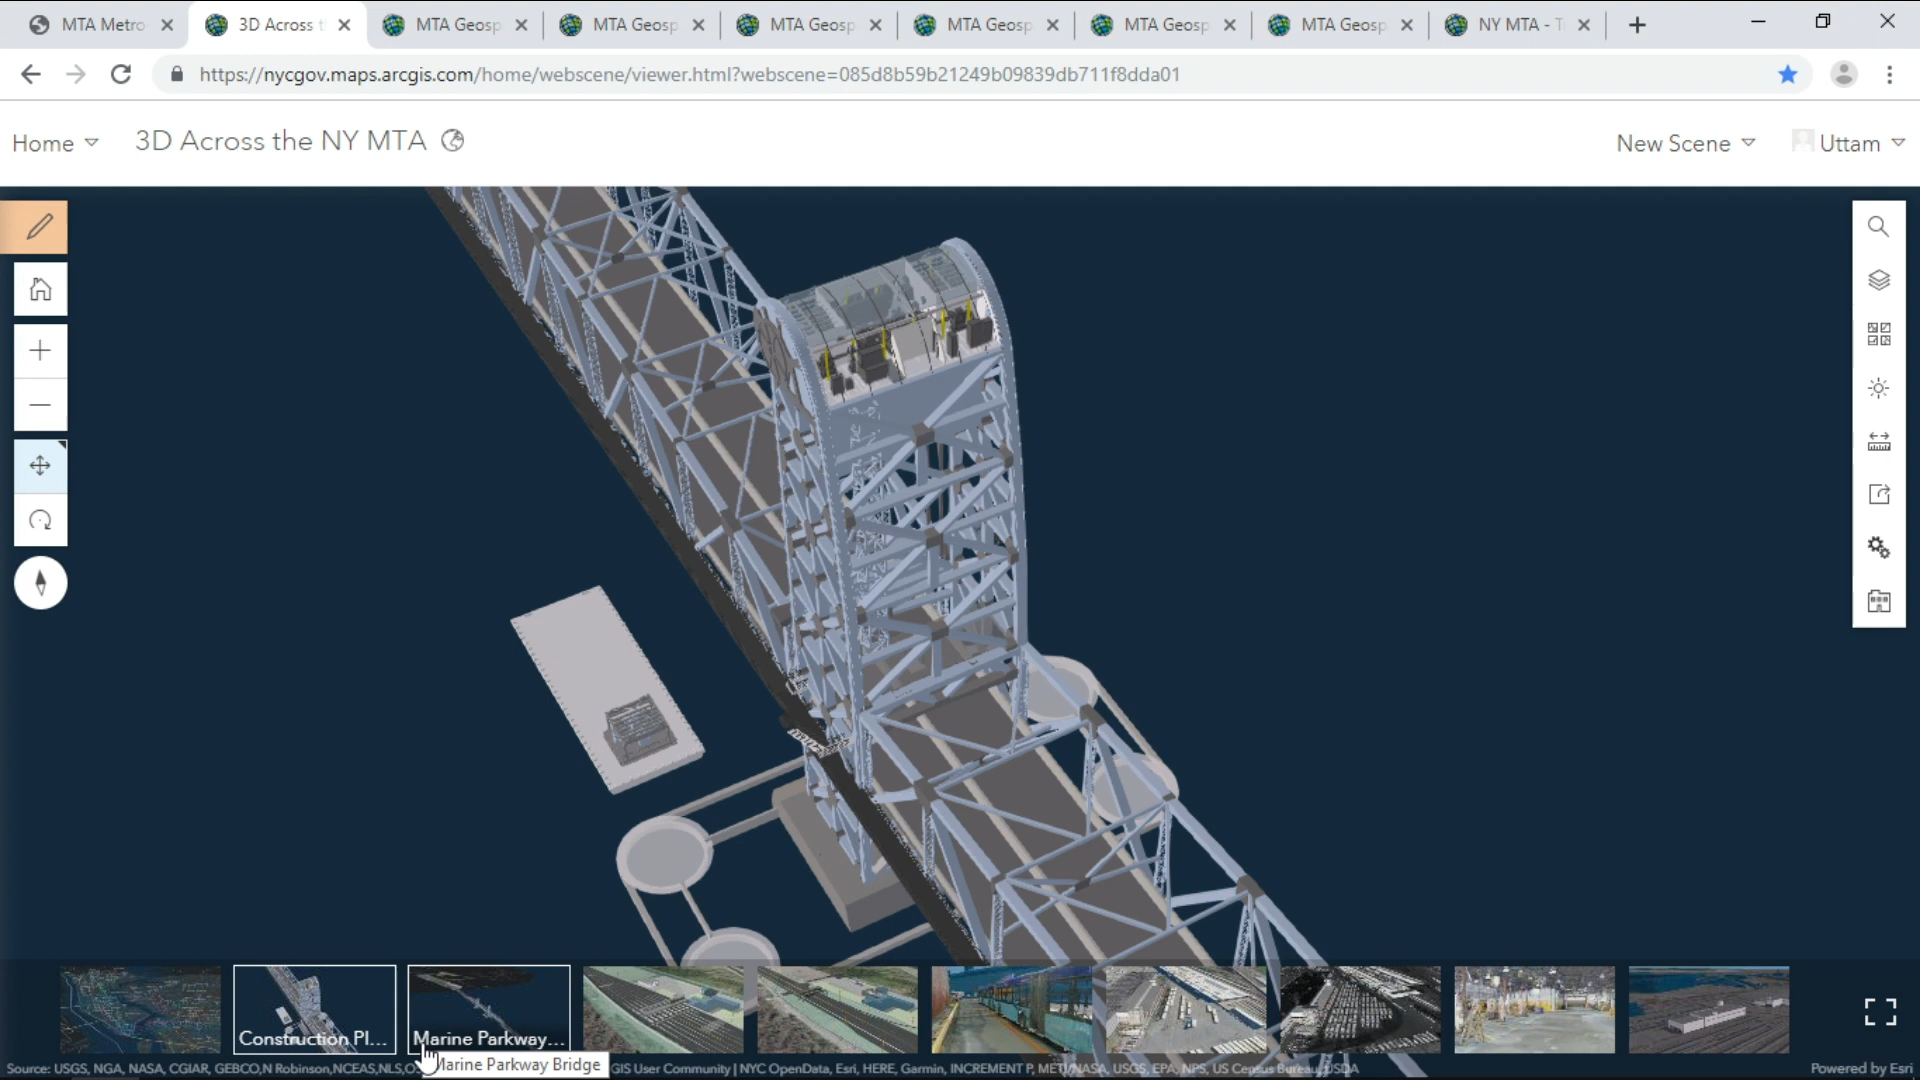 MTA Metro
3D Across t
MTA Geosp
MTA Geosp
MTA Geosp
MTA Geosp
MTA Geosp
MTA Geosp
NY MTA - T
https://nycgov.maps.arcgis.com/home/webscene/viewer.html?webscene=085d8b59b21249b09839db711f8dda01
Home
3D Across the NY MTA
New Scene
Uttam
Construction Pl...
Marine Parkway...
Marine Parkway Bridge
Source: USGS, NGA, NASA, CGIAR, GEBCO,N Robinson,NCEAS,NLS,O GIS User Community | NYC OpenData, Esri, HERE, Garmin, INCREMENT P, METI/NASA, USGS, EPA, NPS, US Census Bureau, USDA
Powered by Esri